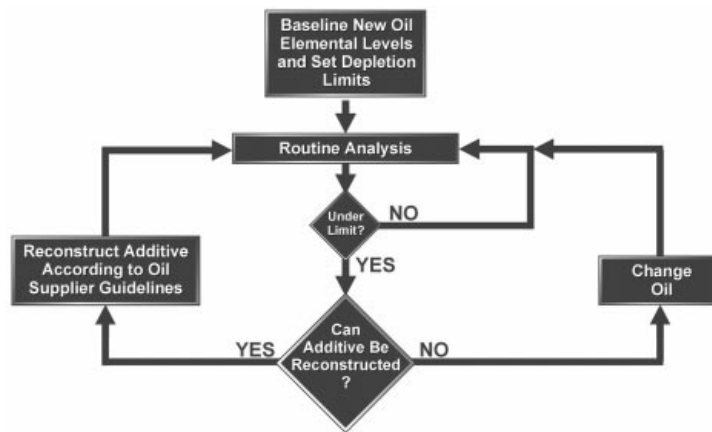 Baseline New Oil
Elemental Levels
and Set Depletion
Limits
Routine Analysis
Under
Limit?
NO
YES
Reconstruct Additive
According to Oil
Supplier Guidelines
Change
Oil
Can
Additive Be
Reconstructed
?
YES
NO